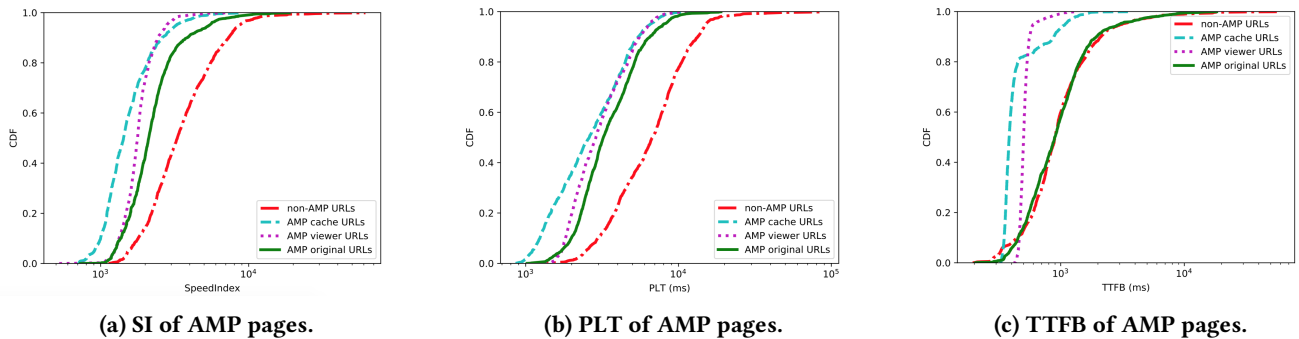 1.0
0.8
0.6
0.4
0.2
0.0
CDF
10³
10⁴
SpeedIndex
non-AMP URLs
AMP cache URLs
AMP viewer URLs
AMP original URLs
(a) SI of AMP pages.
1.0
0.8
0.6
0.4
0.2
0.0
CDF
10³
10⁴
10⁵
PLT (ms)
non-AMP URLs
AMP cache URLs
AMP viewer URLs
AMP original URLs
(b) PLT of AMP pages.
1.0
0.8
0.6
0.4
0.2
0.0
CDF
10³
10⁴
TTFB (ms)
non-AMP URLs
AMP cache URLs
AMP viewer URLs
AMP original URLs
(c) TTFB of AMP pages.